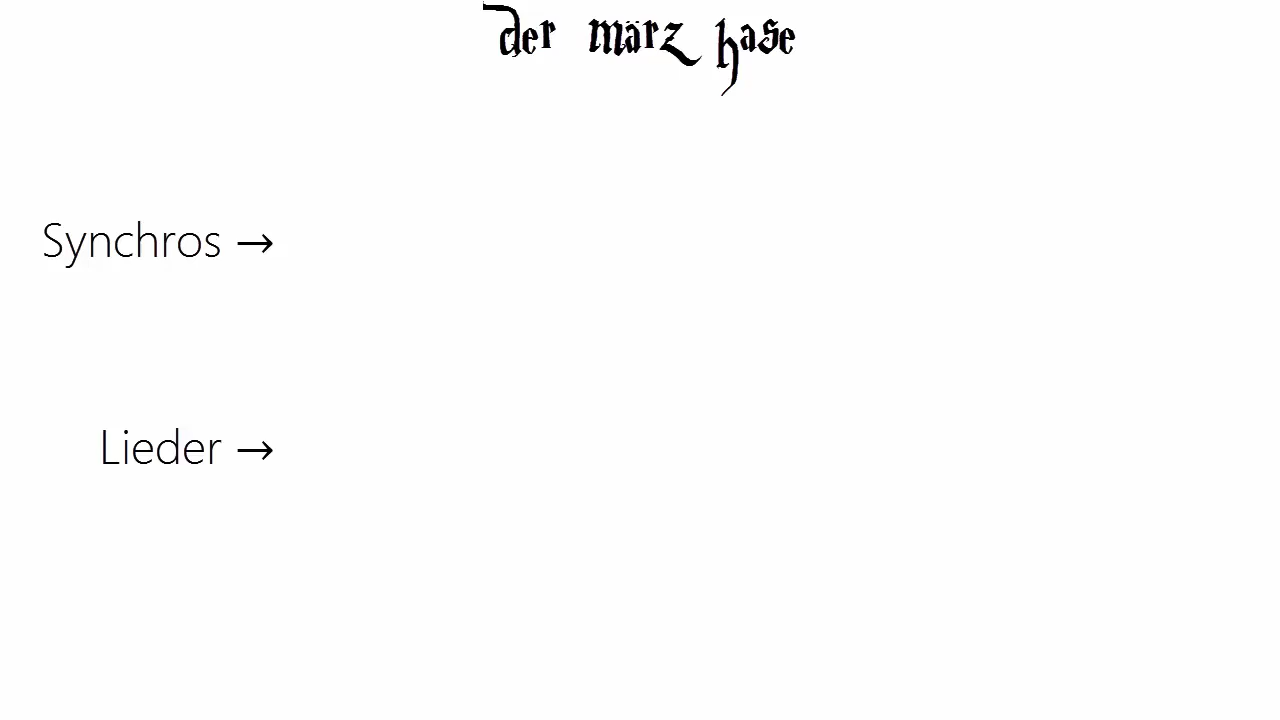 der märz hase
Synchros →
Lieder →